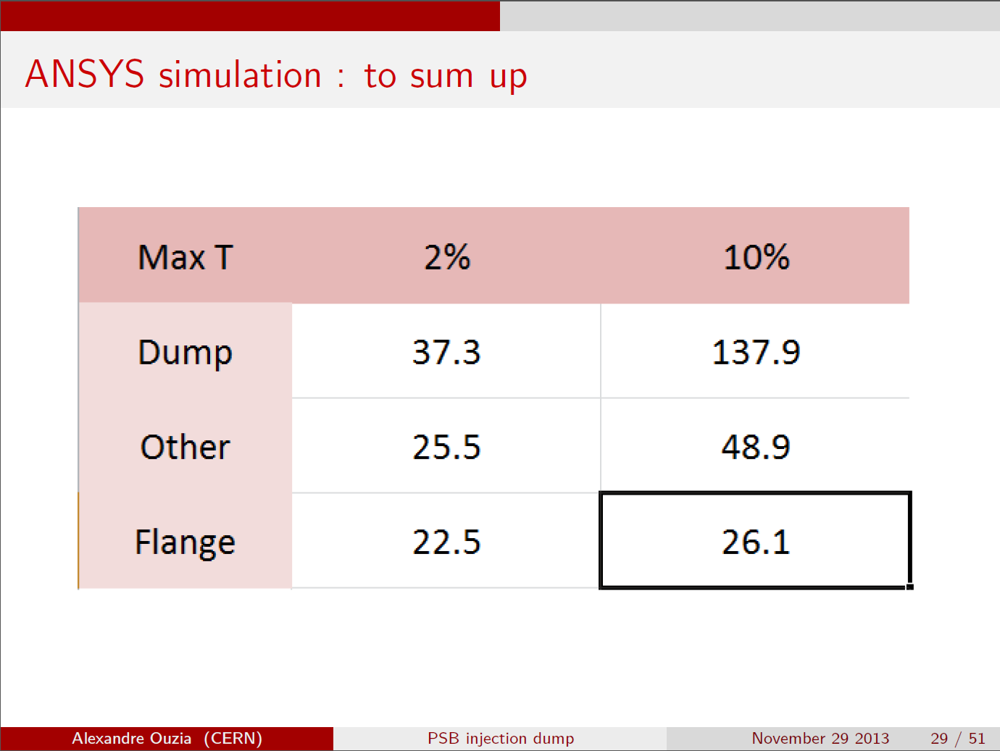 ANSYS simulation : to sum up
Max T 2% 10%
Dump 37.3 137.9
Other 25.5 48.9
Flange 22.5 26.1
Alexandre Ouzia (CERN) PSB injection dump November 29 2013 29 / 51